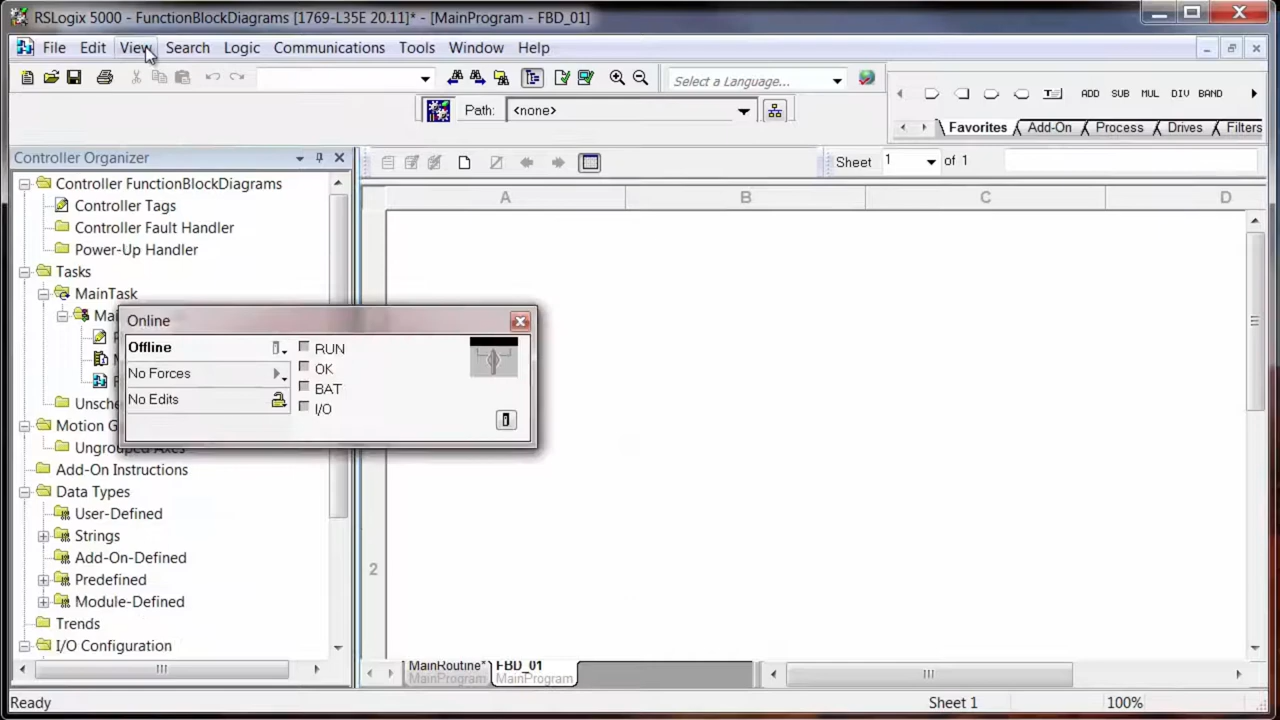 RSLogix 5000 - FunctionBlockDiagrams [1769-L35E 20.11]* - [MainProgram - FBD_01]
File Edit View Search Logic Communications Tools Window Help
Select a Language...
Path: <none>
ADD SUB MUL DIV BAND
Favorites Add-On Process Drives Filters
Controller Organizer
Sheet 1 of 1
A B C D
Controller FunctionBlockDiagrams
Controller Tags
Controller Fault Handler
Power-Up Handler
Tasks
MainTask
Online
Offline
RUN
No Forces
OK
No Edits
BAT
I/O
Motion G
Add-On Instructions
Data Types
User-Defined
Strings
Add-On-Defined
2
Predefined
Module-Defined
Trends
I/O Configuration
MainRoutine* FBD_01
MainProgram MainProgram
Ready
Sheet 1
100%